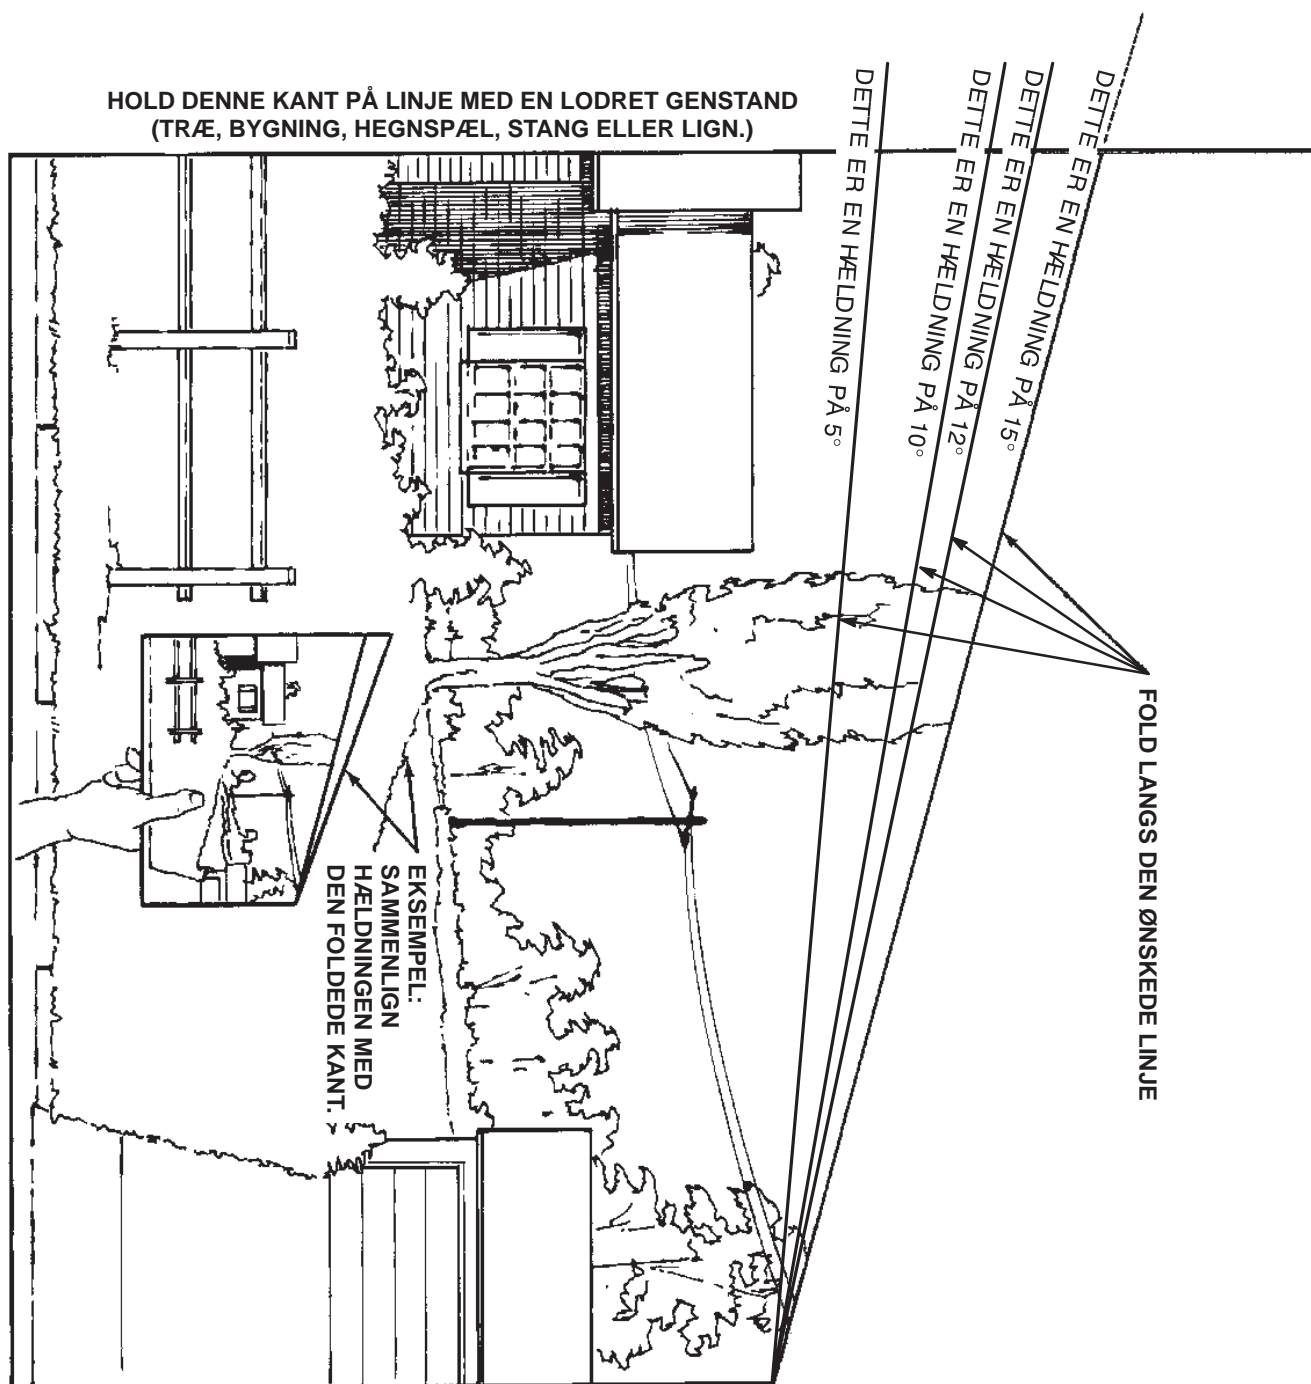 HOLD DENNE KANT PÅ LINJE MED EN LODRET GENSTAND
(TRÆ, BYGNING, HEGNSPÆL, STANG ELLER LIGN.)
DETTE ER EN HÆLDNING PÅ 5°
DETTE ER EN HÆLDNING PÅ 10°
DETTE ER EN HÆLDNING PÅ 12°
DETTE ER EN HÆLDNING PÅ 15°
FOLD LANGS DEN ØNSKEDE LINJE
EKSEMPEL:
SAMMENLIGN
HÆLDNINGEN MED
DEN FOLDEDE KANT.